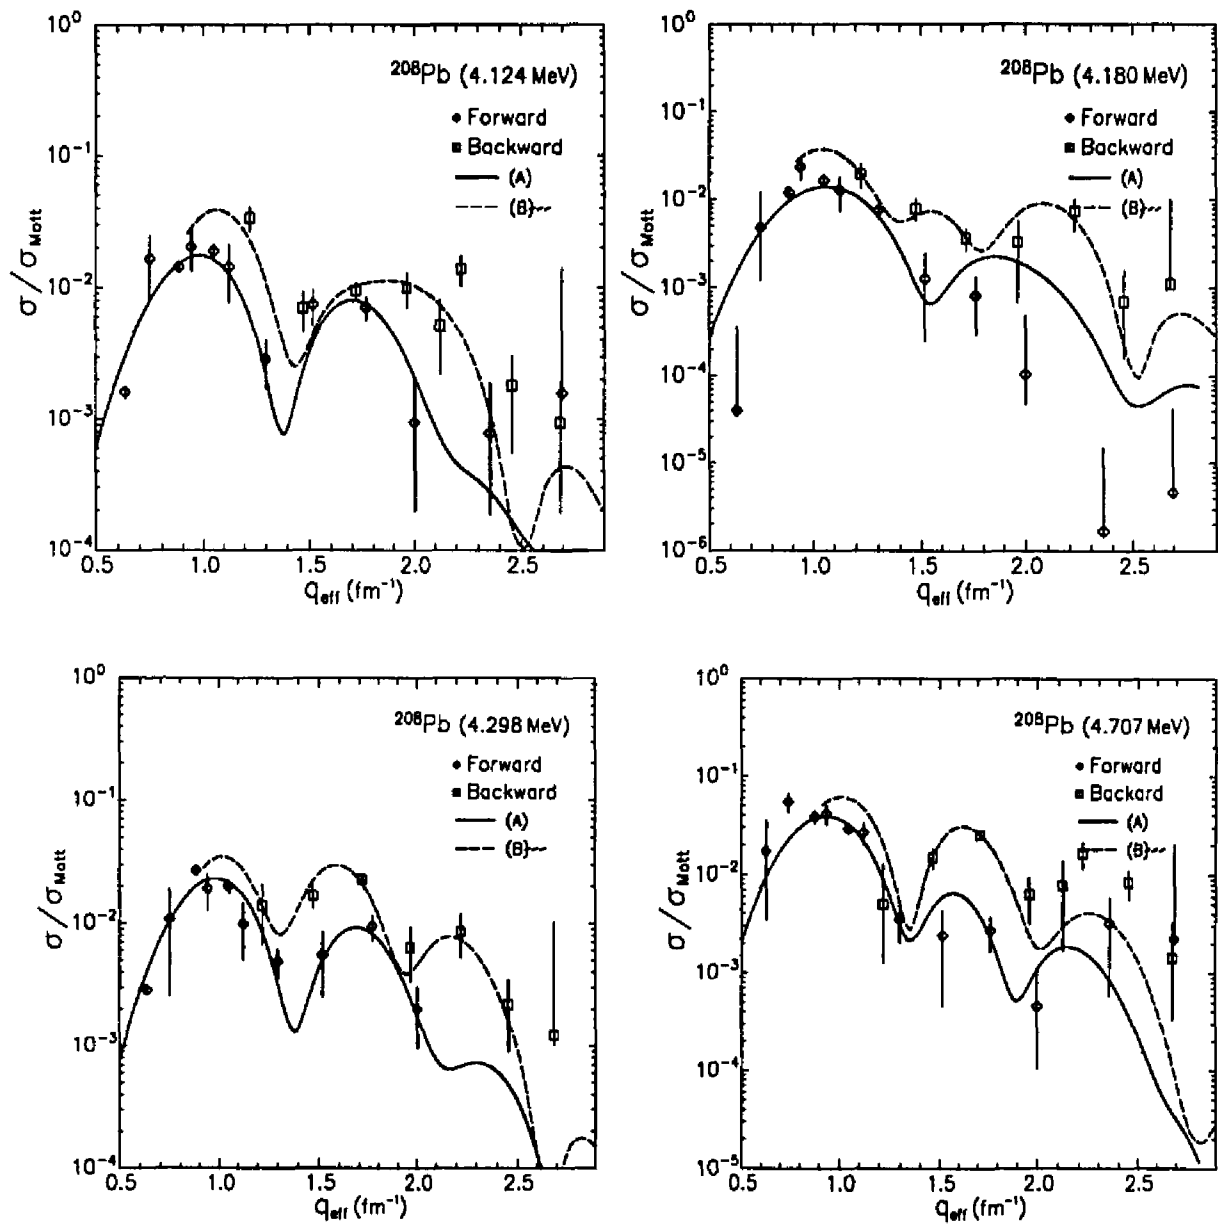 10⁰
10⁻¹
10⁻²
10⁻³
10⁻⁴
σ/σMott
²⁰⁸Pb (4.124 MeV)
Forward
Backward
(A)
(B)
0.5 1.0 1.5 2.0 2.5
qeff (fm⁻¹)
10⁰
10⁻¹
10⁻²
10⁻³
10⁻⁴
10⁻⁵
10⁻⁶
σ/σMott
²⁰⁸Pb (4.180 MeV)
Forward
Backward
(A)
(B)
0.5 1.0 1.5 2.0 2.5
qeff (fm⁻¹)
10⁰
10⁻¹
10⁻²
10⁻³
10⁻⁴
σ/σMott
²⁰⁸Pb (4.298 MeV)
Forward
Backward
(A)
(B)
0.5 1.0 1.5 2.0 2.5
qeff (fm⁻¹)
10⁰
10⁻¹
10⁻²
10⁻³
10⁻⁴
10⁻⁵
σ/σMott
²⁰⁸Pb (4.707 MeV)
Forward
Backard
(A)
(B)
0.5 1.0 1.5 2.0 2.5
qeff (fm⁻¹)